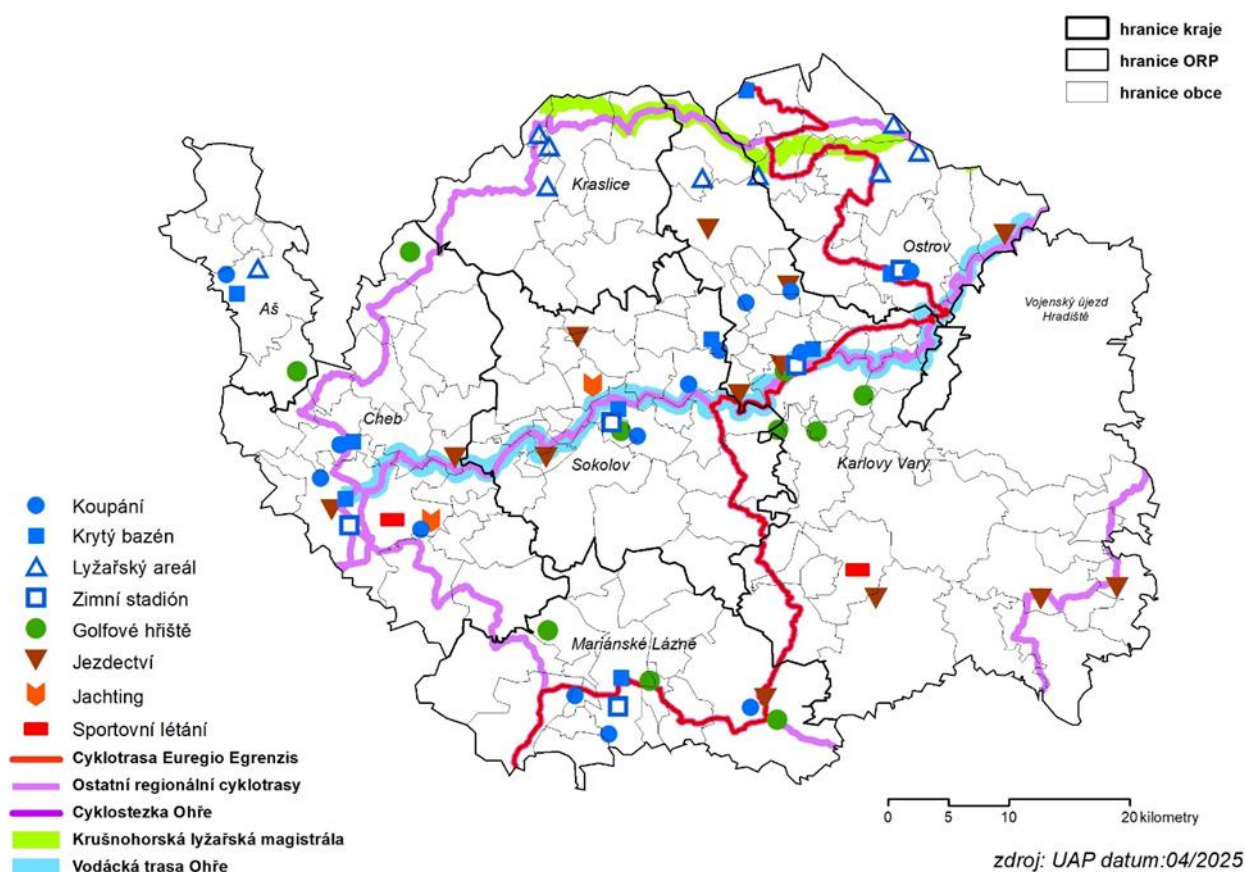 hranice kraje
hranice ORP
hranice obce
Kraslice
Ostrov
Vojenský újezd
Hradiště
Aš
Cheb
Sokolov
Karlovy Vary
Mariánské Lázně
Koupání
Krytý bazén
Lyžařský areál
Zimní stadión
Golfové hřiště
Jezdectví
Jachting
Sportovní létání
Cyklotrasa Euregio Egrenzis
Ostatní regionální cyklotrasy
Cyklostezka Ohře
Krušnohorská lyžařská magistrála
Vodácká trasa Ohře
0 5 10 20 kilometry
zdroj: UAP datum:04/2025